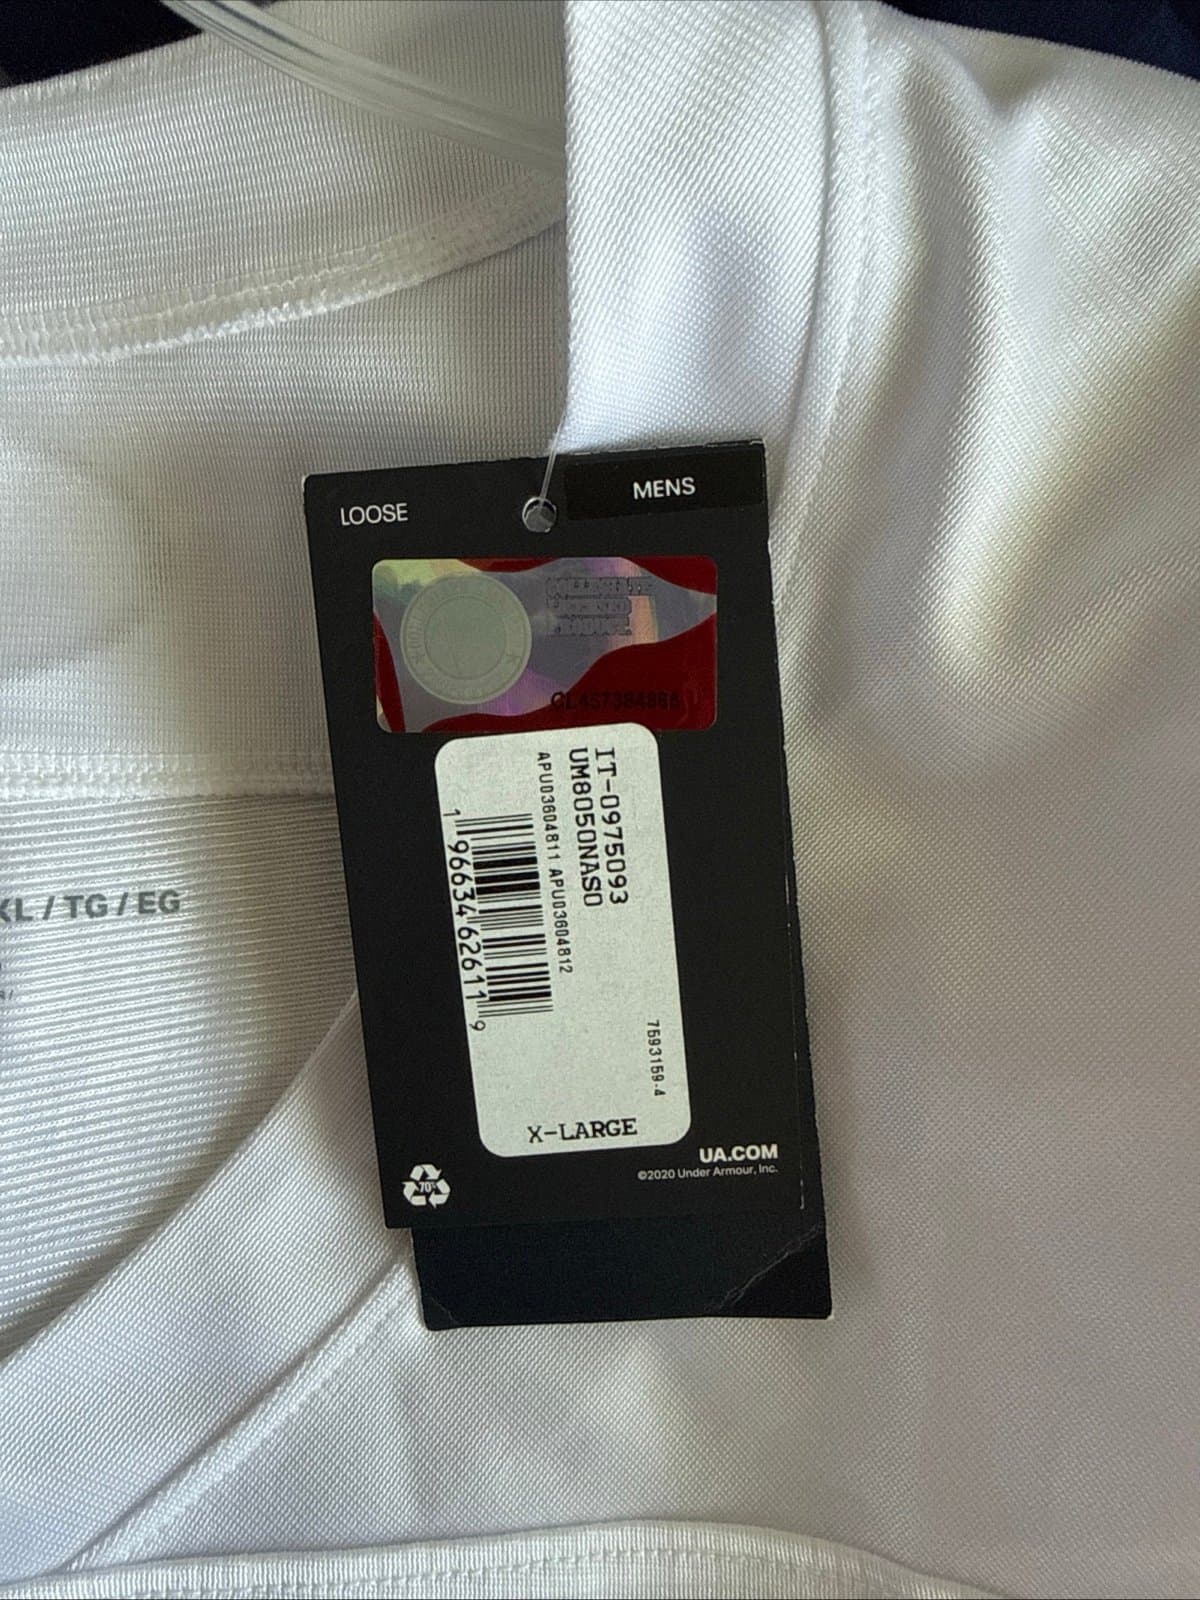 LOOSE
MENS
CL457384866
IT-0975093
UM8050NASO
APU03604811 APU03604812
1 96634 62611 9
7593159-4
X-LARGE
UA.COM
©2020 Under Armour, Inc.
70%
XL / TG / EG